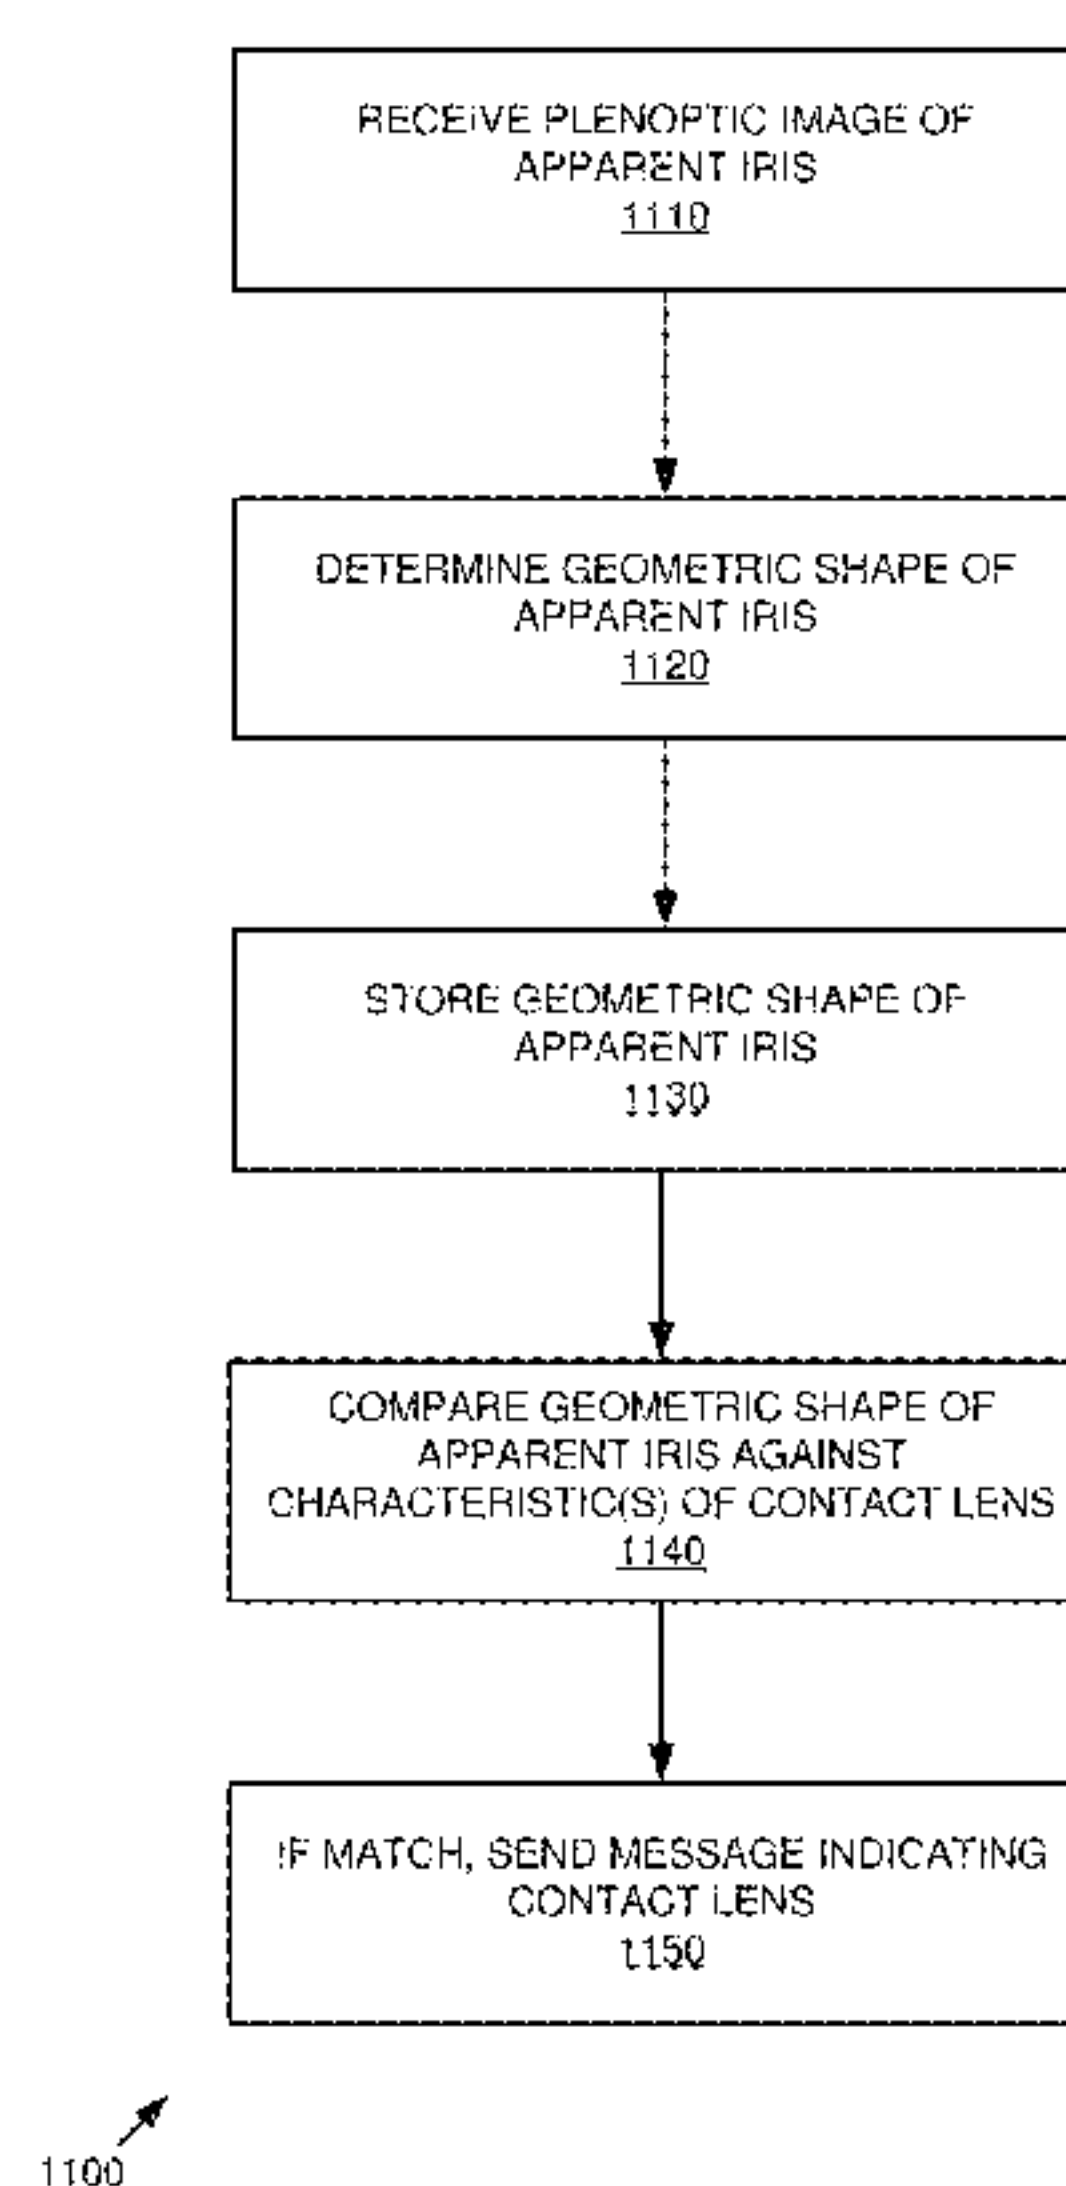 RECEIVE PLENOPTIC IMAGE OF
APPARENT IRIS
1110
DETERMINE GEOMETRIC SHAPE OF
APPARENT IRIS
1120
STORE GEOMETRIC SHAPE OF
APPARENT IRIS
1130
COMPARE GEOMETRIC SHAPE OF
APPARENT IRIS AGAINST
CHARACTERISTIC(S) OF CONTACT LENS
1140
IF MATCH, SEND MESSAGE INDICATING
CONTACT LENS
1150
1100